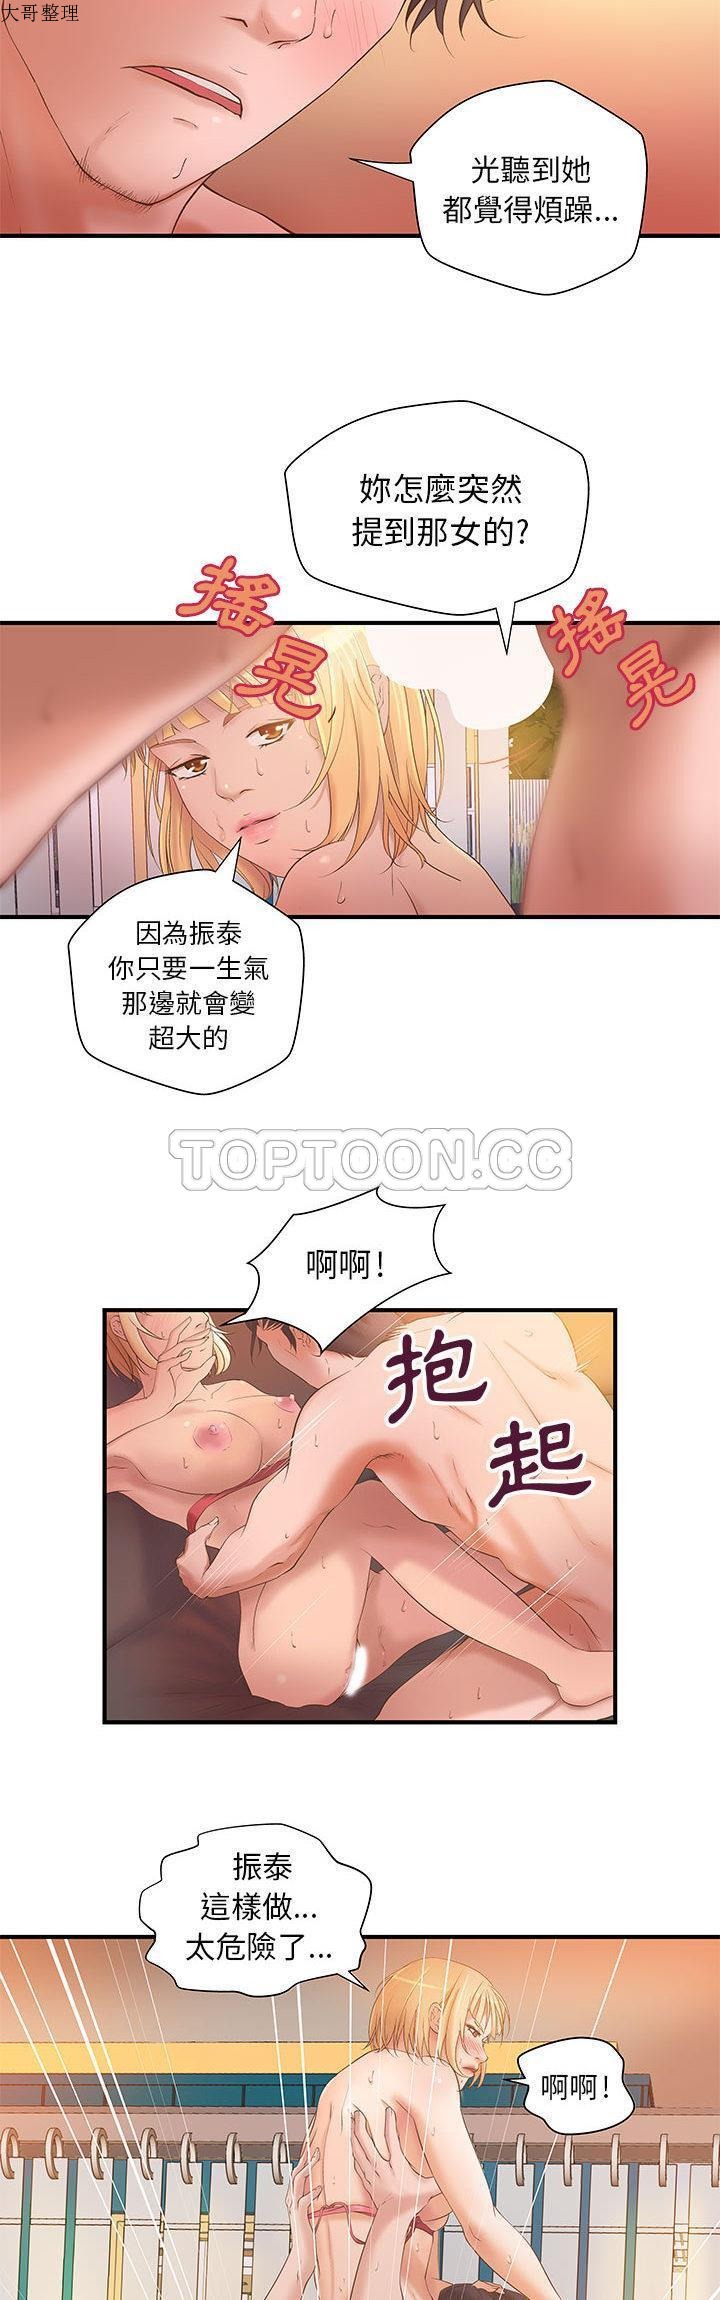 大哥整理
光聽到她
都覺得煩躁...
妳怎麼突然
提到那女的?
搖晃
搖晃
因為振泰
你只要一生氣
那邊就會變
超大的
TOPTOON.CC
啊啊!
抱起
振泰
這樣做...
太危險了...
啊啊!